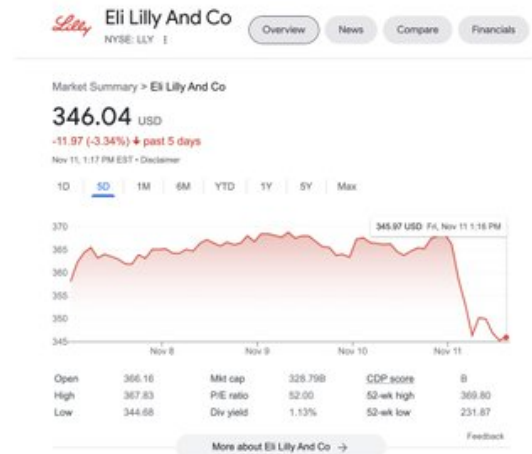 Lilly
Eli Lilly And Co
NYSE: LLY
Overview
News
Compare
Financials
Market Summary > Eli Lilly And Co
346.04 USD
-11.97 (-3.34%) ↓ past 5 days
Nov 11, 1:17 PM EST • Disclaimer
1D 5D 1M 6M YTD 1Y 5Y Max
345.97 USD Fri, Nov 11 1:16 PM
370
365
360
355
350
345
Nov 8 Nov 9 Nov 10 Nov 11
Open 366.16 Mkt cap 328.79B CDP score B
High 367.83 P/E ratio 52.00 52-wk high 369.80
Low 344.68 Div yield 1.13% 52-wk low 231.87
Feedback
More about Eli Lilly And Co →